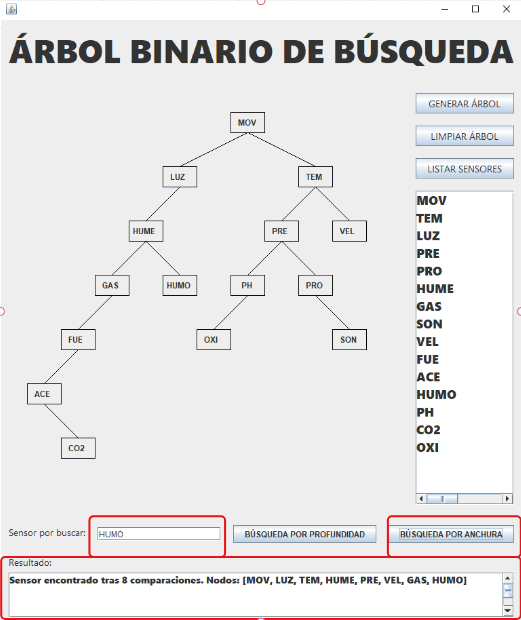 ÁRBOL BINARIO DE BÚSQUEDA
GENERAR ÁRBOL
LIMPIAR ÁRBOL
LISTAR SENSORES
MOV
LUZ TEM
HUME PRE VEL
GAS HUMO PH PRO
FUE OXI SON
ACE
CO2
MOV
TEM
LUZ
PRE
PRO
HUME
GAS
SON
VEL
FUE
ACE
HUMO
PH
CO2
OXI
Sensor por buscar: HUMO BÚSQUEDA POR PROFUNDIDAD BÚSQUEDA POR ANCHURA
Resultado:
Sensor encontrado tras 8 comparaciones. Nodos: [MOV, LUZ, TEM, HUME, PRE, VEL, GAS, HUMO]